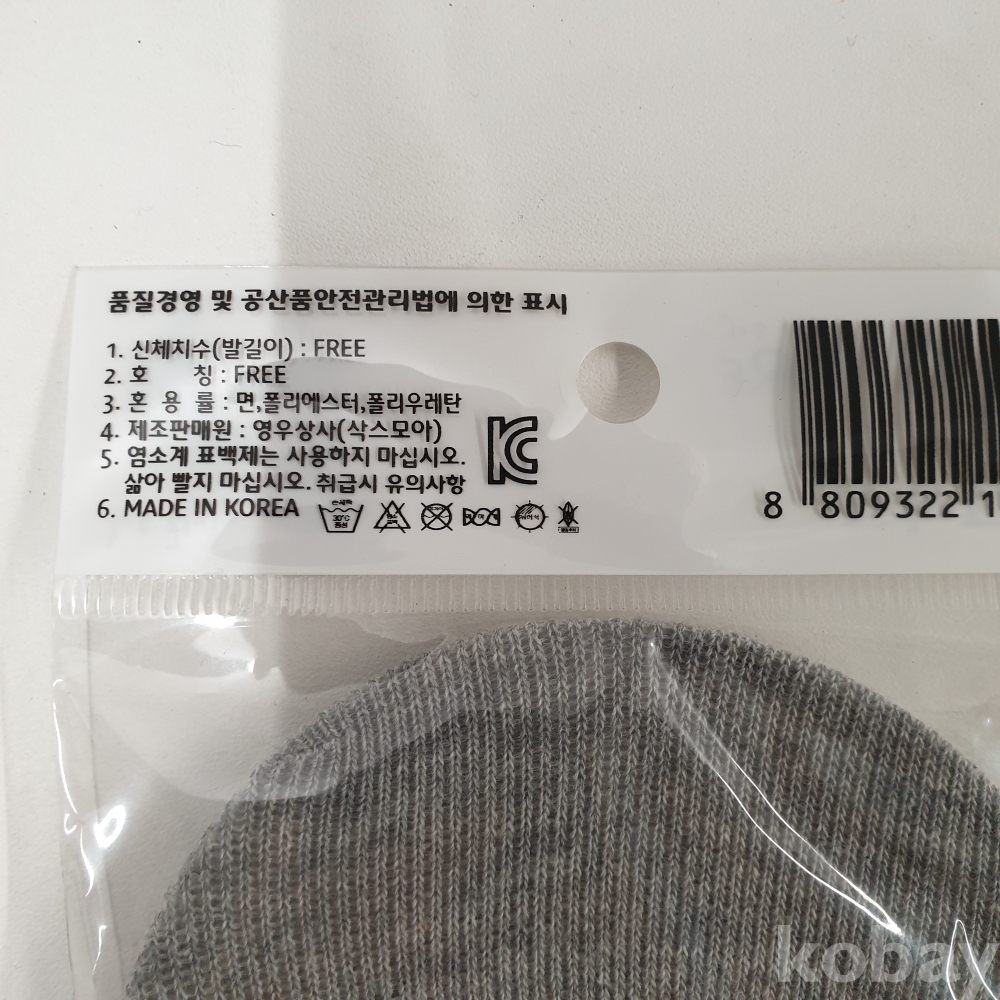 품질경영 및 공산품안전관리법에 의한 표시
1. 신체치수(발길이) : FREE
2. 호 칭 : FREE
3. 혼 용 률 : 면,폴리에스터,폴리우레탄
4. 제조판매원 : 영우상사(삭스모아)
5. 염소계 표백제는 사용하지 마십시오.
삶아 빨지 마십시오. 취급시 유의사항
6. MADE IN KOREA
30℃
중성
8 809322 1
kobay